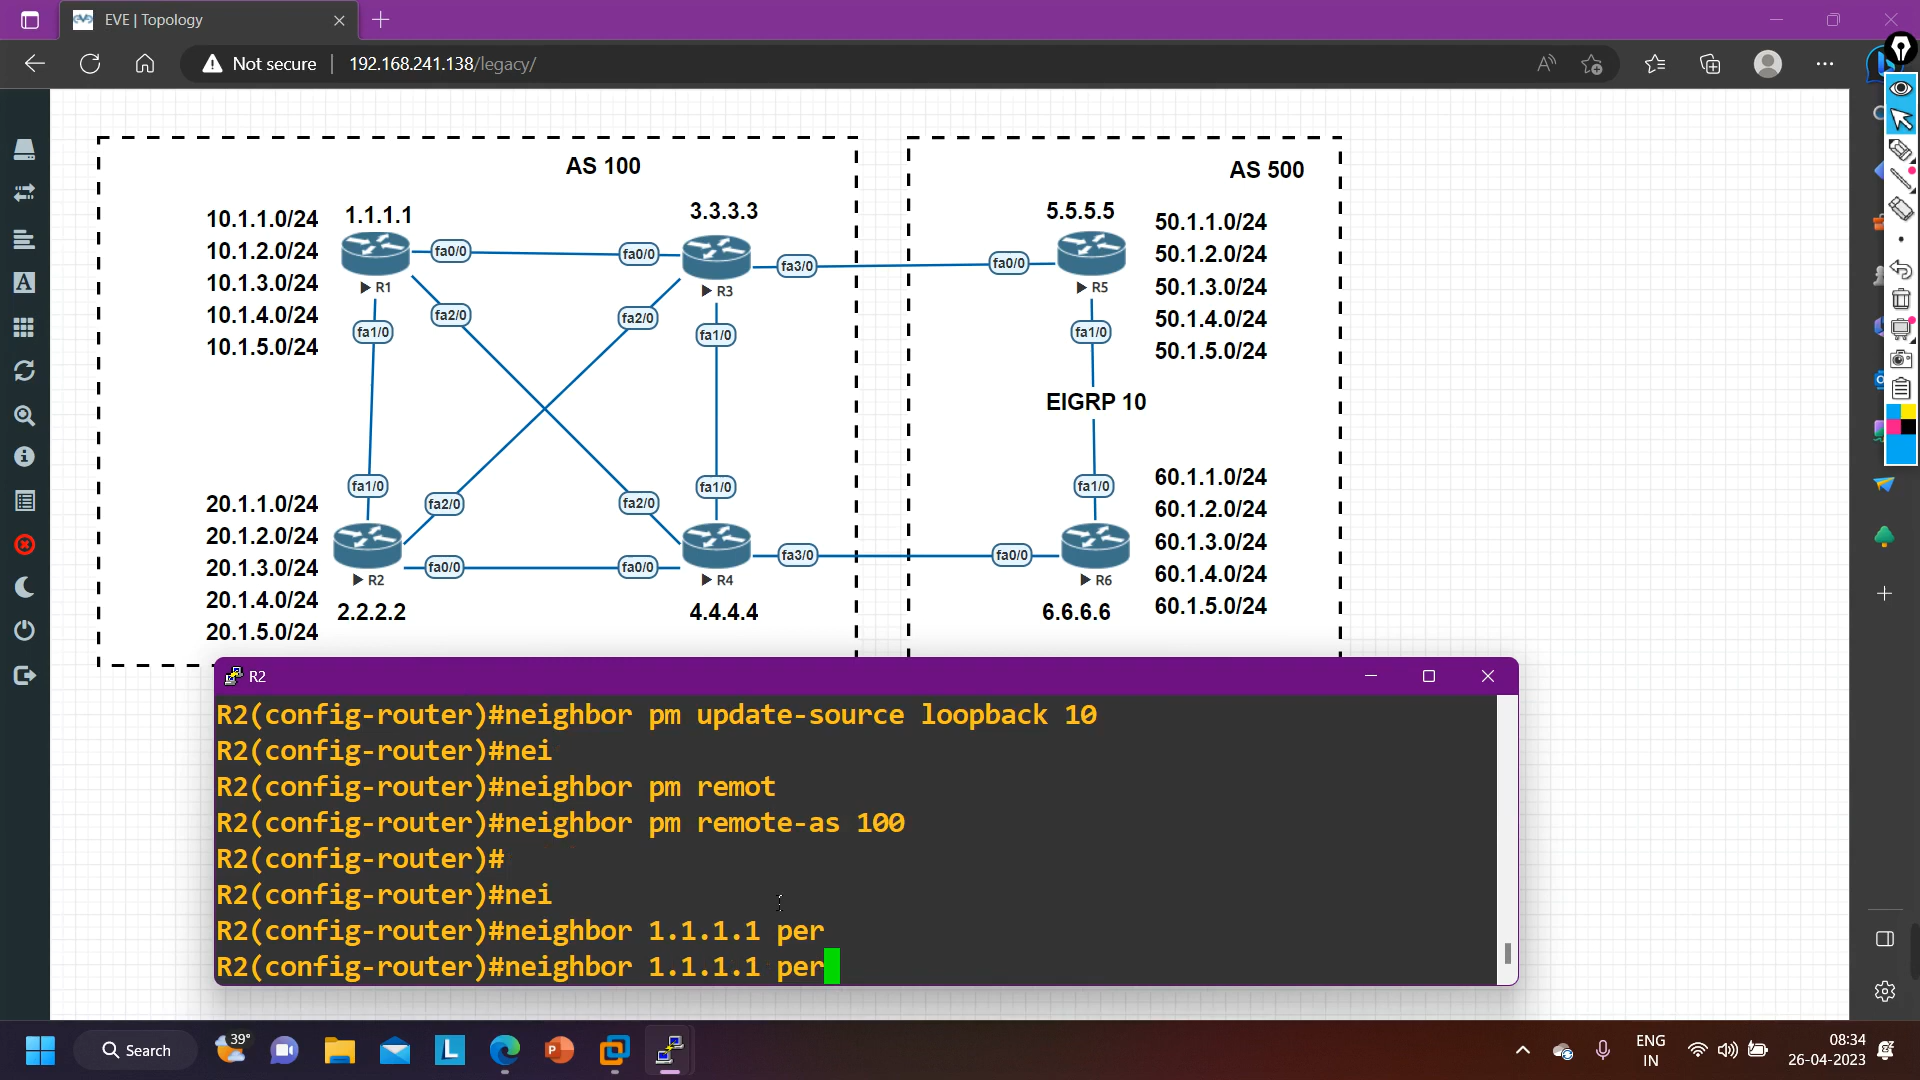 EVE | Topology
Not secure
192.168.241.138/legacy/
AS 100
AS 500
10.1.1.0/24
10.1.2.0/24
10.1.3.0/24
10.1.4.0/24
10.1.5.0/24
1.1.1.1
fa0/0
R1
fa2/0
fa1/0
3.3.3.3
fa0/0
fa3/0
R3
fa2/0
fa1/0
5.5.5.5
fa0/0
R5
fa1/0
50.1.1.0/24
50.1.2.0/24
50.1.3.0/24
50.1.4.0/24
50.1.5.0/24
EIGRP 10
20.1.1.0/24
20.1.2.0/24
20.1.3.0/24
20.1.4.0/24
20.1.5.0/24
fa1/0
fa2/0
fa0/0
R2
2.2.2.2
fa1/0
fa2/0
fa0/0
fa3/0
R4
4.4.4.4
fa1/0
fa0/0
R6
6.6.6.6
60.1.1.0/24
60.1.2.0/24
60.1.3.0/24
60.1.4.0/24
60.1.5.0/24
R2
R2(config-router)#neighbor pm update-source loopback 10
R2(config-router)#nei
R2(config-router)#neighbor pm remot
R2(config-router)#neighbor pm remote-as 100
R2(config-router)#
R2(config-router)#nei
R2(config-router)#neighbor 1.1.1.1 per
R2(config-router)#neighbor 1.1.1.1 per
Search
39°
ENG
IN
08:34
26-04-2023